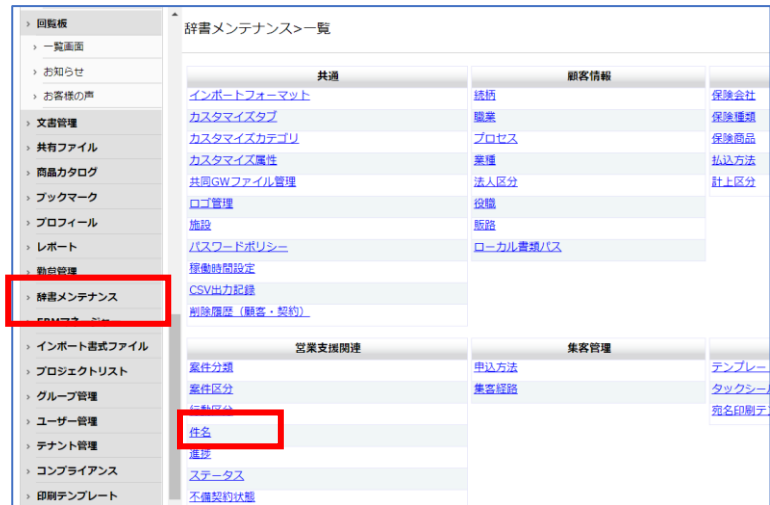 回覧板
一覧画面
お知らせ
お客様の声
文書管理
共有ファイル
商品カタログ
ブックマーク
プロフィール
レポート
勤怠管理
辞書メンテナンス
インポート書式ファイル
プロジェクトリスト
グループ管理
ユーザー管理
テナント管理
コンプライアンス
印刷テンプレート
辞書メンテナンス>一覧
共通
インポートフォーマット
カスタマイズタブ
カスタマイズカテゴリ
カスタマイズ属性
共同GWファイル管理
ロゴ管理
施設
パスワードポリシー
稼働時間設定
CSV出力記録
削除履歴（顧客・契約）
顧客情報
続柄
職業
プロセス
業種
法人区分
役職
販路
ローカル書類パス
保険会社
保険種類
保険商品
払込方法
計上区分
営業支援関連
案件分類
案件区分
行動区分
件名
進捗
ステータス
不備契約状態
集客管理
申込方法
集客経路
テンプレー
タックシー
宛名印刷テ